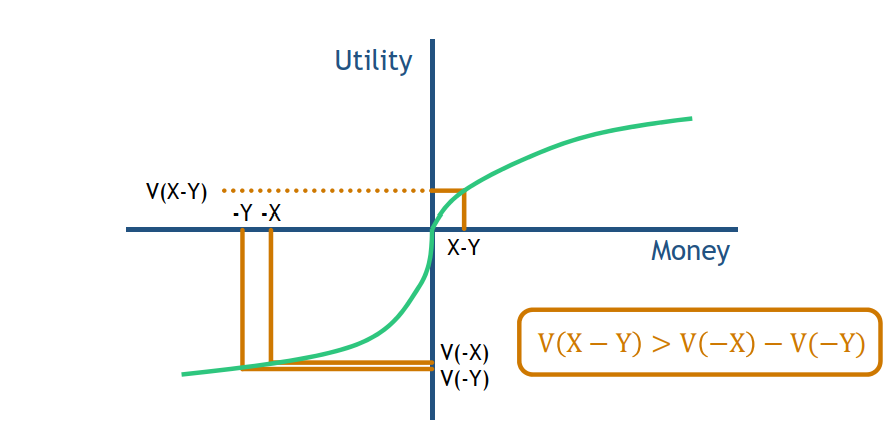 Utility
V(X-Y)
-Y -X
X-Y
Money
V(-X)
V(-Y)
V(X − Y) > V(−X) − V(−Y)